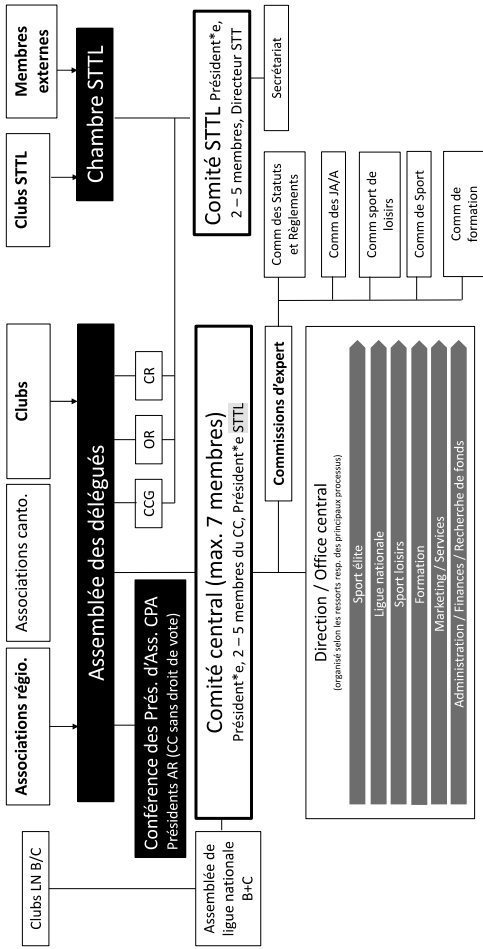 Clubs LN B/C
Associations régio.
Associations canto.
Clubs
Clubs STTL
Membres
externes
Assemblée des délégués
Chambre STTL
Conférence des Prés. d'Ass. CPA
Présidents AR (CC sans droit de vote)
CCG
OR
CR
Assemblée de
ligue nationale
B+C
Comité central (max. 7 membres)
Président*e, 2 – 5 membres du CC, Président*e STTL
Comité STTL Président*e,
2 – 5 membres, Directeur STT
Secrétariat
Commissions d'expert
Comm des Statuts
et Règlements
Comm des JA/A
Comm sport de
loisirs
Comm de Sport
Comm de
formation
Direction / Office central
(organisé selon les ressorts resp. des principaux processus)
Sport élite
Ligue nationale
Sport loisirs
Formation
Marketing / Services
Administration / Finances / Recherche de fonds